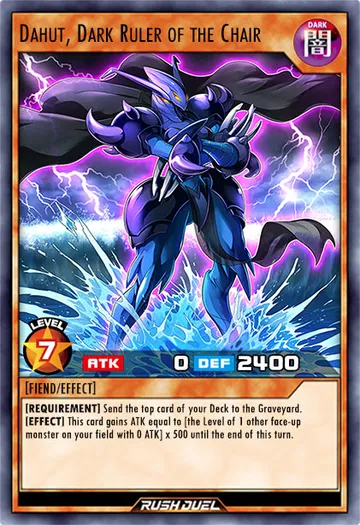 Dahut, Dark Ruler of the Chair
DARK
闇
LEVEL
7
ATK 0 DEF 2400
[FIEND/EFFECT]
[REQUIREMENT] Send the top card of your Deck to the Graveyard.
[EFFECT] This card gains ATK equal to [the Level of 1 other face-up
monster on your field with 0 ATK] x 500 until the end of this turn.
RUSH DUEL